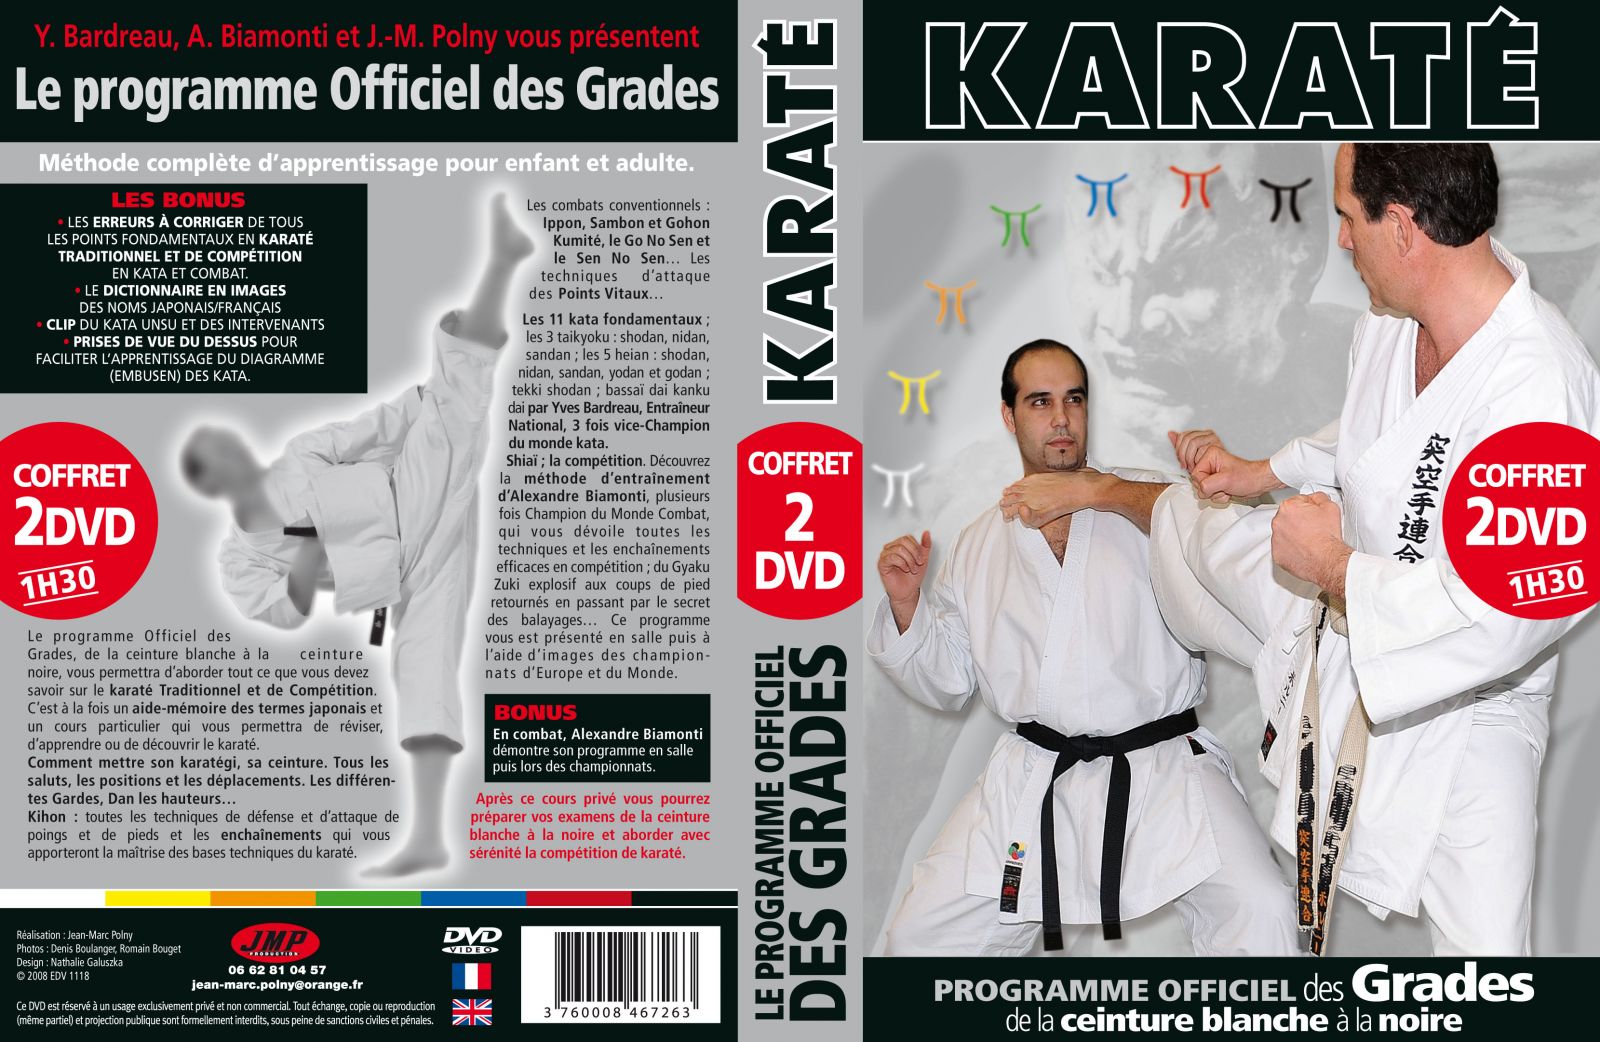 Y. Bardreau, A. Biamonti et J.-M. Polny vous présentent
Le programme Officiel des Grades
Méthode complète d'apprentissage pour enfant et adulte.
LES BONUS
• LES ERREURS À CORRIGER DE TOUS
LES POINTS FONDAMENTAUX EN KARATÉ
TRADITIONNEL ET DE COMPÉTITION
EN KATA ET COMBAT.
• LE DICTIONNAIRE EN IMAGES
DES NOMS JAPONAIS/FRANÇAIS
• CLIP DU KATA UNSU ET DES INTERVENANTS
• PRISES DE VUE DU DESSUS POUR
FACILITER L'APPRENTISSAGE DU DIAGRAMME
(EMBUSEN) DES KATA.
COFFRET
2DVD
1H30
Le programme Officiel des
Grades, de la ceinture blanche à la ceinture
noire, vous permettra d'aborder tout ce que vous devez
savoir sur le karaté Traditionnel et de Compétition.
C'est à la fois un aide-mémoire des termes japonais et
un cours particulier qui vous permettra de réviser,
d'apprendre ou de découvrir le karaté.
Comment mettre son karatégi, sa ceinture. Tous les
saluts, les positions et les déplacements. Les différen-
tes Gardes, Dan les hauteurs...
Kihon : toutes les techniques de défense et d'attaque de
poings et de pieds et les enchaînements qui vous
apporteront la maîtrise des bases techniques du karaté.
Les combats conventionnels :
Ippon, Sambon et Gohon
Kumité, le Go No Sen et
le Sen No Sen... Les
techniques d'attaque
des Points Vitaux...
Les 11 kata fondamentaux ;
les 3 taikyoku : shodan, nidan,
sandan ; les 5 heian : shodan,
nidan, sandan, yodan et godan ;
tekki shodan ; bassaï dai kanku
dai par Yves Bardreau, Entraîneur
National, 3 fois vice-Champion
du monde kata.
Shiaï ; la compétition. Découvrez
la méthode d'entraînement
d'Alexandre Biamonti, plusieurs
fois Champion du Monde Combat,
qui vous dévoile toutes les
techniques et les enchaînements
efficaces en compétition ; du Gyaku
Zuki explosif aux coups de pied
retournés en passant par le secret
des balayages... Ce programme
vous est présenté en salle puis à
l'aide d'images des champion-
nats d'Europe et du Monde.
BONUS
En combat, Alexandre Biamonti
démontre son programme en salle
puis lors des championnats.
Après ce cours privé vous pourrez
préparer vos examens de la ceinture
blanche à la noire et aborder avec
sérénité la compétition de karaté.
Réalisation : Jean-Marc Polny
Photos : Denis Boulanger, Romain Bouget
Design : Nathalie Galuszka
© 2008 EDV 1118
JMP
PRODUCTION
06 62 81 04 57
jean-marc.polny@orange.fr
DVD
VIDEO
3 760008 467263
Ce DVD est réservé à un usage exclusivement privé et non commercial. Tout échange, copie ou reproduction
(même partiel) et projection publique sont formellement interdits, sous peine de sanctions civiles et pénales.
KARATÉ
COFFRET
2
DVD
LE PROGRAMME OFFICIEL
DES GRADES
KARATÉ
突空手連合
COFFRET
2DVD
1H30
突空手連合
PROGRAMME OFFICIEL des Grades
de la ceinture blanche à la noire